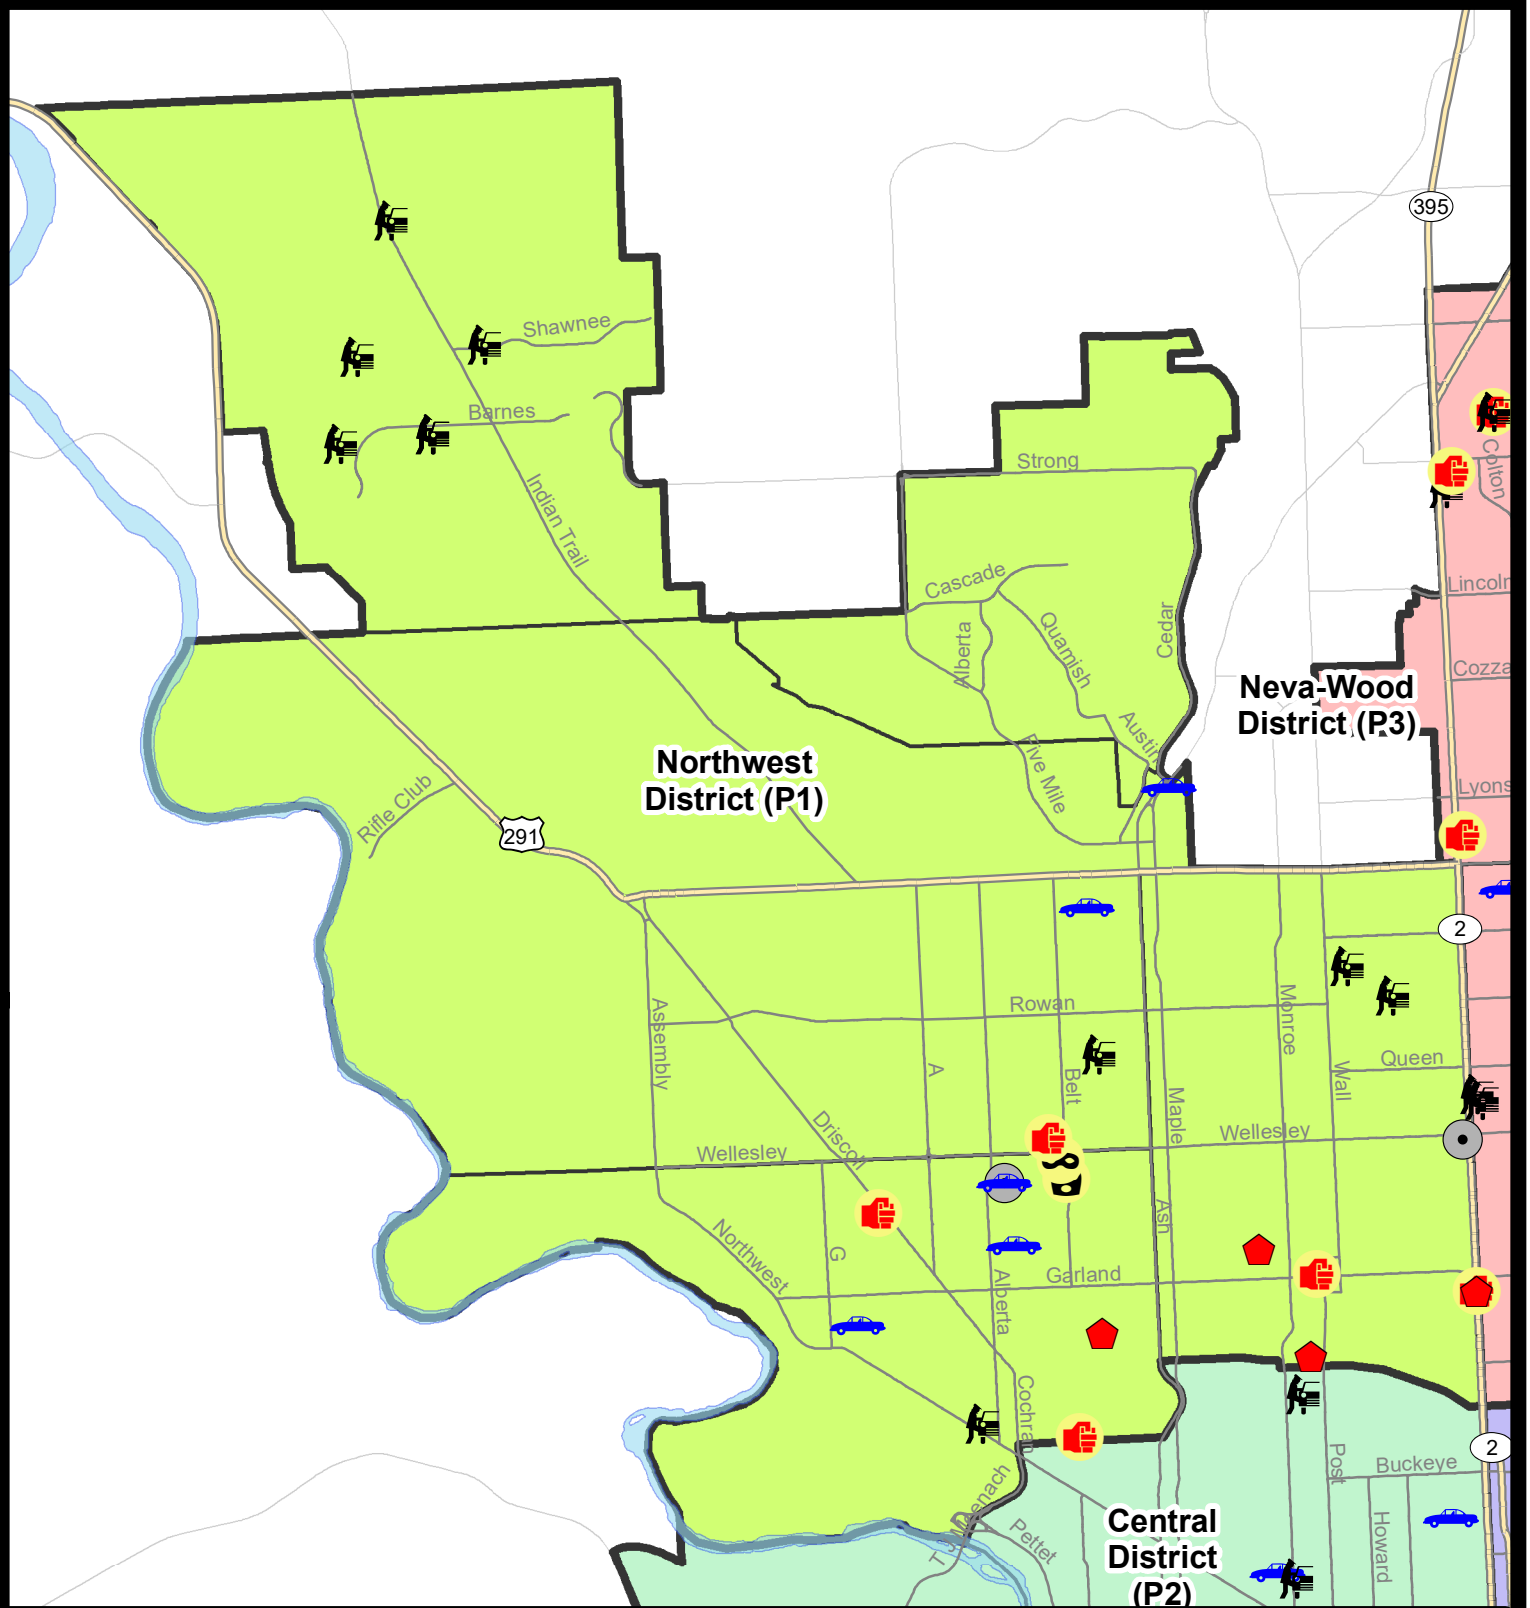 395
Shawnee
Barnes
Colton
Strong
Indian Trail
Cascade
Lincoln
Alberta
Quamish
Cedar
Cozza
Neva-Wood
District (P3)
Austin
Northwest
District (P1)
Five Mile
Lyons
Rifle Club
291
2
Rowan
Assembly
Monroe
Queen
A
Belt
Wall
Maple
Driscoll
Wellesley
Wellesley
Ash
Northwest
G
Garland
Alberta
Cochran
Post
2
Buckeye
Central
District
(P2)
Pettet
Howard